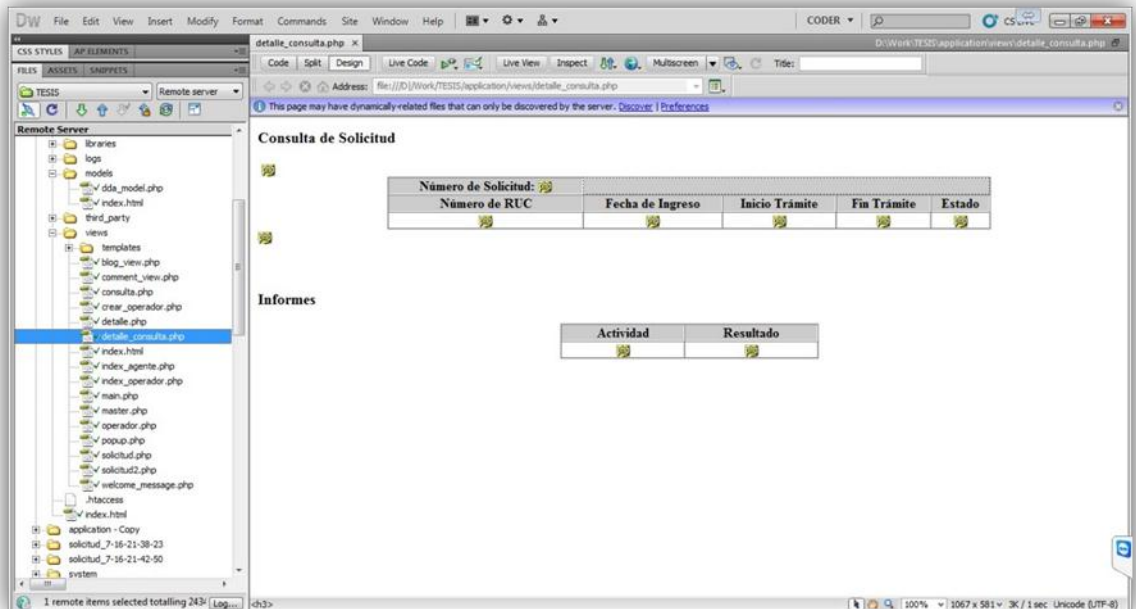 DW File Edit View Insert Modify Format Commands Site Window Help CODER
CSS STYLES AP ELEMENTS
FILES ASSETS SNIPPETS
TESIS Remote server
Remote Server
libraries
logs
models
dda_model.php
index.html
third_party
views
templates
blog_view.php
comment_view.php
consulta.php
crear_operador.php
detalle.php
detalle_consulta.php
index.html
index_agente.php
index_operador.php
main.php
master.php
operador.php
popup.php
solicitud.php
solicitud2.php
welcome_message.php
.htaccess
index.html
application - Copy
solicitud_7-16-21-38-23
solicitud_7-16-21-42-50
system
1 remote items selected totalling 2434 Log...
detalle_consulta.php D:\Work\TESIS\application\views\detalle_consulta.php
Code Split Design Live Code Live View Inspect Multiscreen Title:
Address: file:///D|/Work/TESIS/application/views/detalle_consulta.php
This page may have dynamically-related files that can only be discovered by the server. Discover | Preferences
Consulta de Solicitud
Número de Solicitud:
Número de RUC Fecha de Ingreso Inicio Trámite Fin Trámite Estado
Informes
Actividad Resultado
<h3> 100% 1067 x 581 3K / 1 sec Unicode (UTF-8)